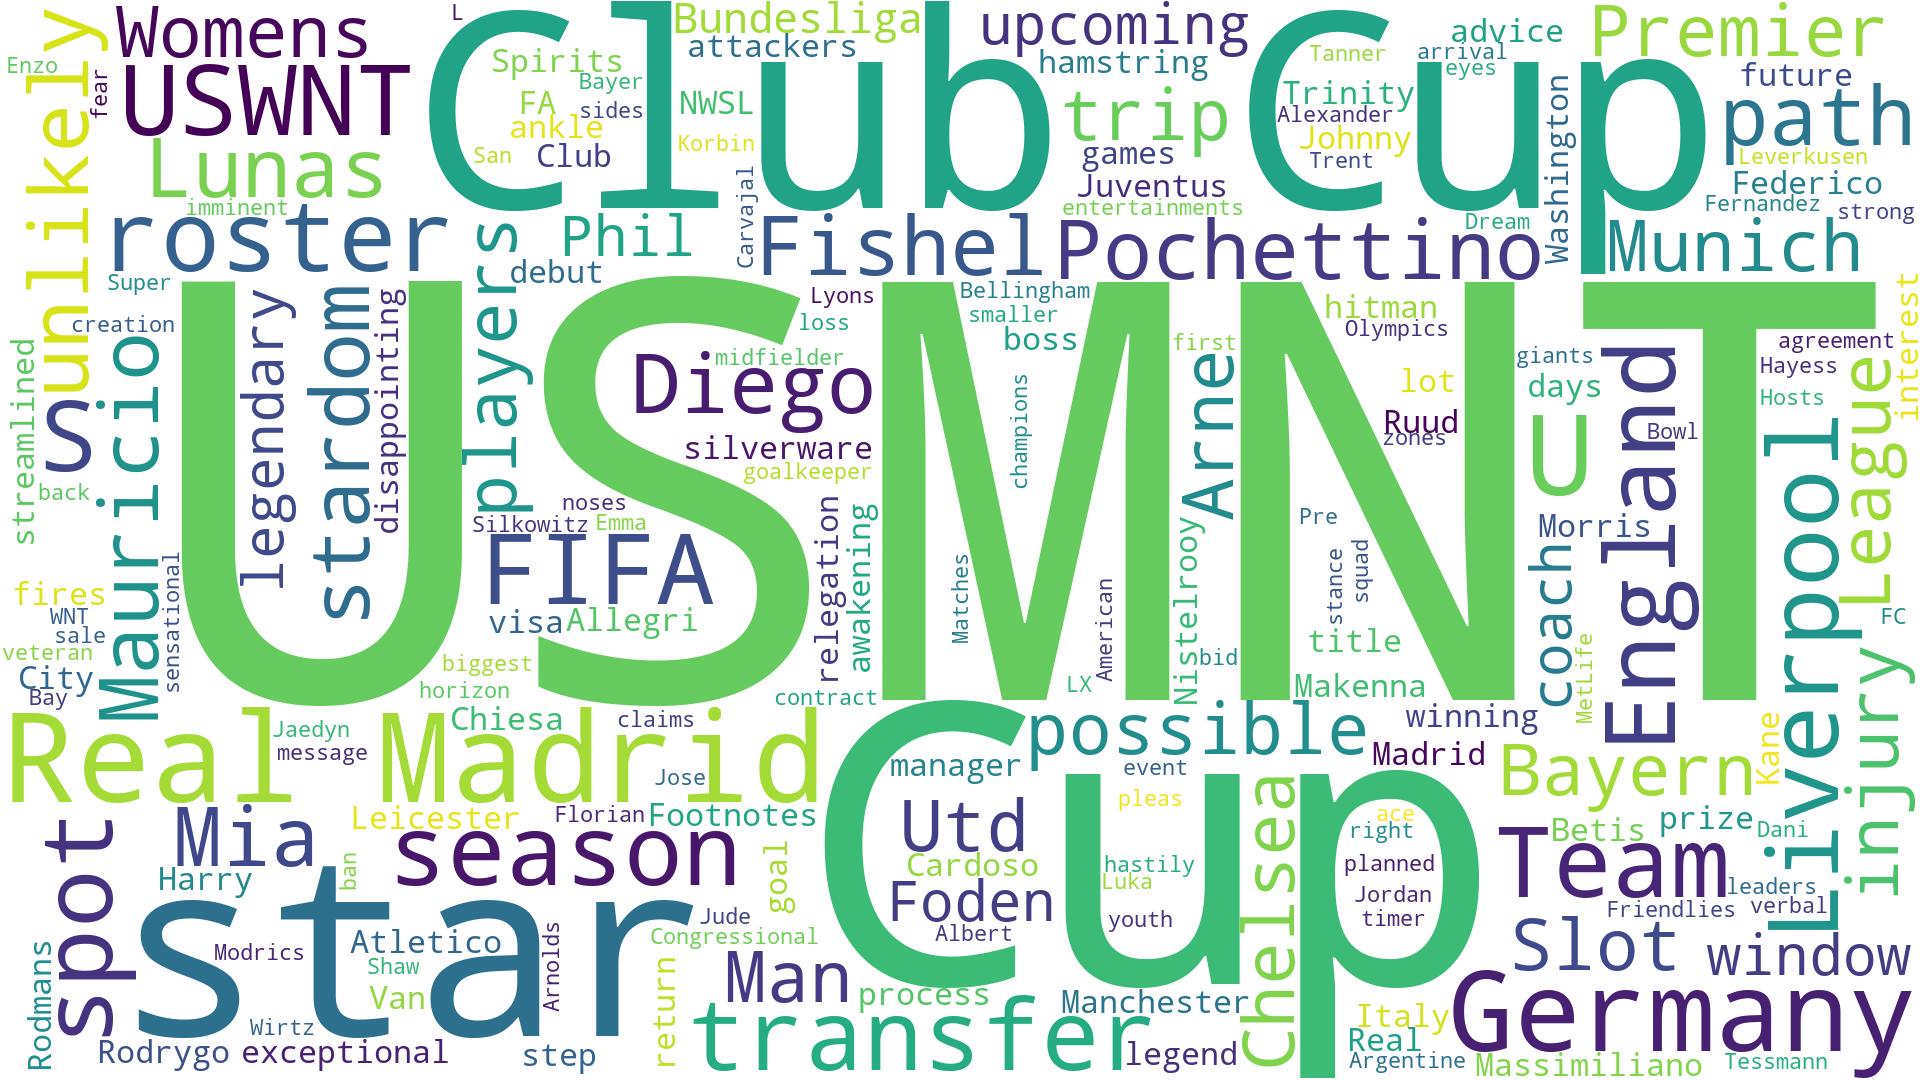 Enzo
fear
L
Womens
USWNT
unlikely
Lunas
imminent
Club Cup
Bundesliga
attackers
Spirits
Bayer
FA
sides
NWSL
ankle
San
Club
Korbin
upcoming
hamstring
trip
games
Juventus
entertainments
Tanner
arrival
advice
eyes
Trinity
Alexander
Johnny
Trent
Premier
future
path
Leverkusen
Federico
Fernandez
strong
Washington
Dream
roster
players
Phil
debut
Carvajal
Fishel
Pochettino
Munich
Super
creation
Mauricio
S
streamlined
back
legendary
stardom
disappointing
USMNT
Lyons
loss
midfielder
Diego
silverware
goalkeeper
Bellingham
smaller
boss
champions
first
Arne
hitman
Olympics
lot
Ruud
zones
giants
days
U
England
Bowl
agreement
Hayess
Hosts
interest
League
Liverpool
noses
Silkowitz
Emma
FIFA
visa
Allegri
relegation
awakening
Matches
American
Nistelrooy
Pre
stance
squad
Morris
coach
MetLife
title
bid
LX
Makenna
fires
WNT
sale
veteran
City
Bay
sensational
biggest
horizon
contract
FC
injury
Real Madrid
Jaedyn
message
Chiesa
claims
Jose
possible
manager
event
pleas
winning
Madrid
Bayern
Kane
Cup
spot
Mia
Harry
Leicester
Florian
Footnotes
season
ban
goal
Utd
Cardoso
Foden
Albert
hastily
Luka
youth
Chelsea
ace
right
planned
Jordan
timer
Betis
prize
Dani
Team
leaders
Friendlies
verbal
star
Modrics
Atletico
Shaw
Van
Arnolds
Jude
Congressional
Rodmans
Wirtz
Rodrygo
exceptional
step
return
Man
process
transfer
Manchester
legend
Slot
window
Germany
Italy
Real
Argentine
Massimiliano
Tessmann